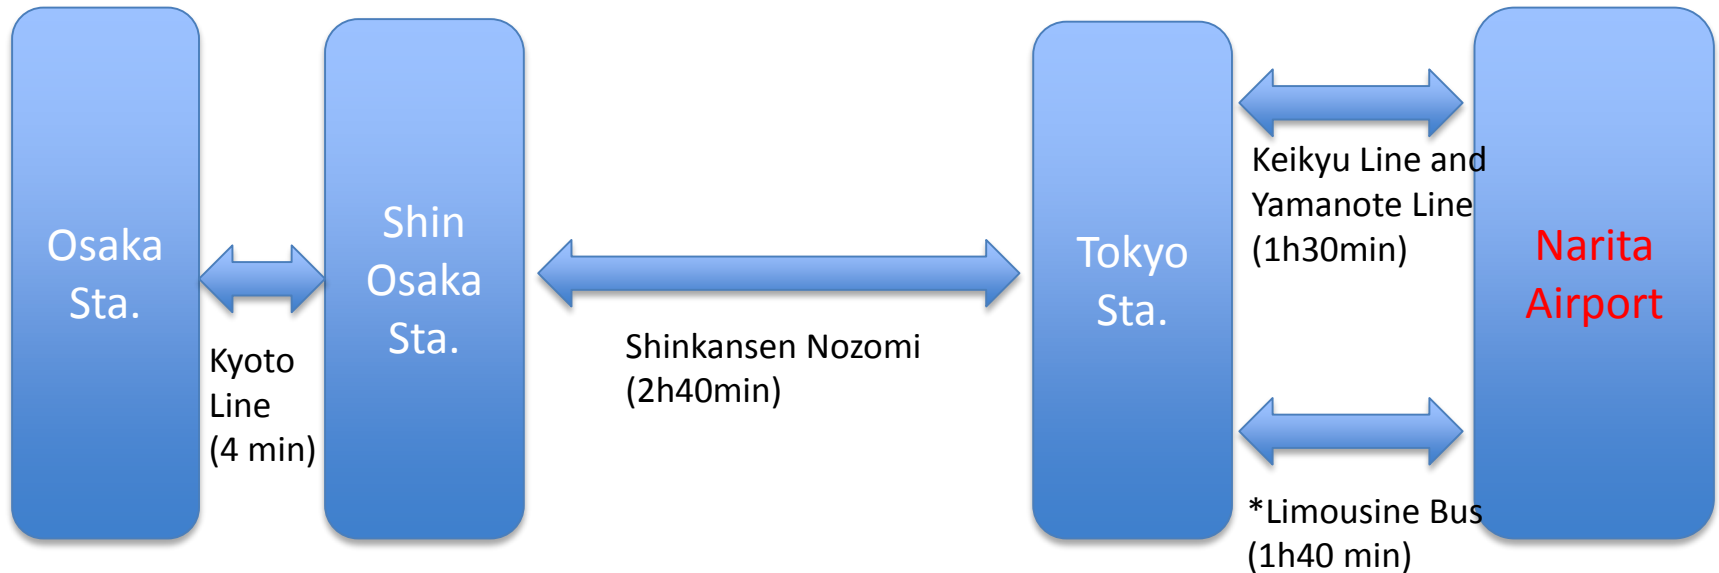 Osaka
Sta.
Kyoto
Line
(4 min)
Shin
Osaka
Sta.
Shinkansen Nozomi
(2h40min)
Tokyo
Sta.
Keikyu Line and
Yamanote Line
(1h30min)
*Limousine Bus
(1h40 min)
Narita
Airport